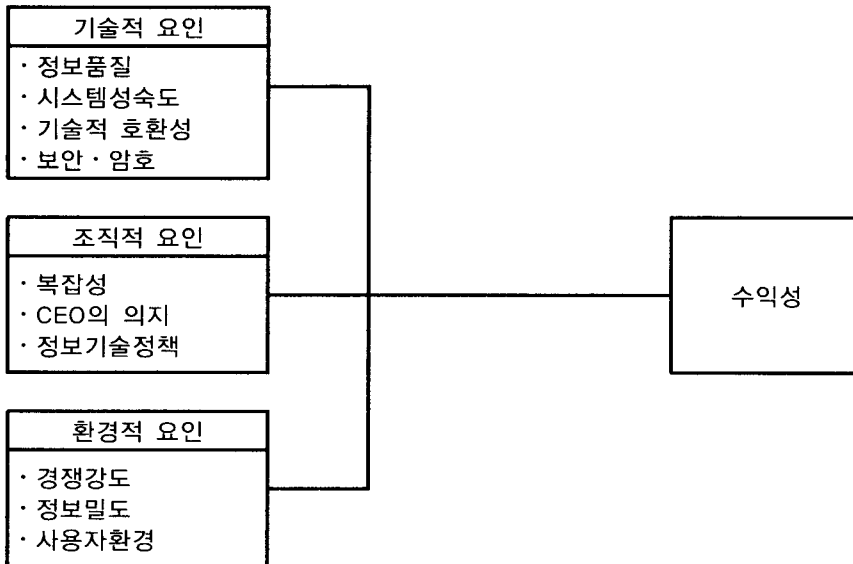 기술적 요인
· 정보품질
· 시스템성숙도
· 기술적 호환성
· 보안 · 암호
조직적 요인
· 복잡성
· CEO의 의지
· 정보기술정책
수익성
환경적 요인
· 경쟁강도
· 정보밀도
· 사용자환경